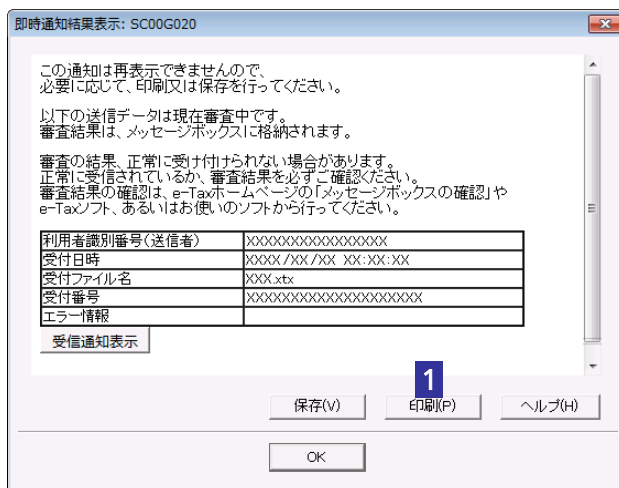 即時通知結果表示: SC00G020
この通知は再表示できませんので、
必要に応じて、印刷又は保存を行ってください。
以下の送信データは現在審査中です。
審査結果は、メッセージボックスに格納されます。
審査の結果、正常に受け付けられない場合があります。
正常に受信されているか、審査結果を必ずご確認ください。
審査結果の確認は、e-Taxホームページの「メッセージボックスの確認」や
e-Taxソフト、あるいはお使いのソフトから行ってください。
利用者識別番号(送信者) XXXXXXXXXXXXXXXX
受付日時 XXXX/XX/XX XX:XX:XX
受付ファイル名 XXX.xtx
受付番号 XXXXXXXXXXXXXXXXXXXX
エラー情報
受信通知表示
1
保存(V) 印刷(P) ヘルプ(H)
OK